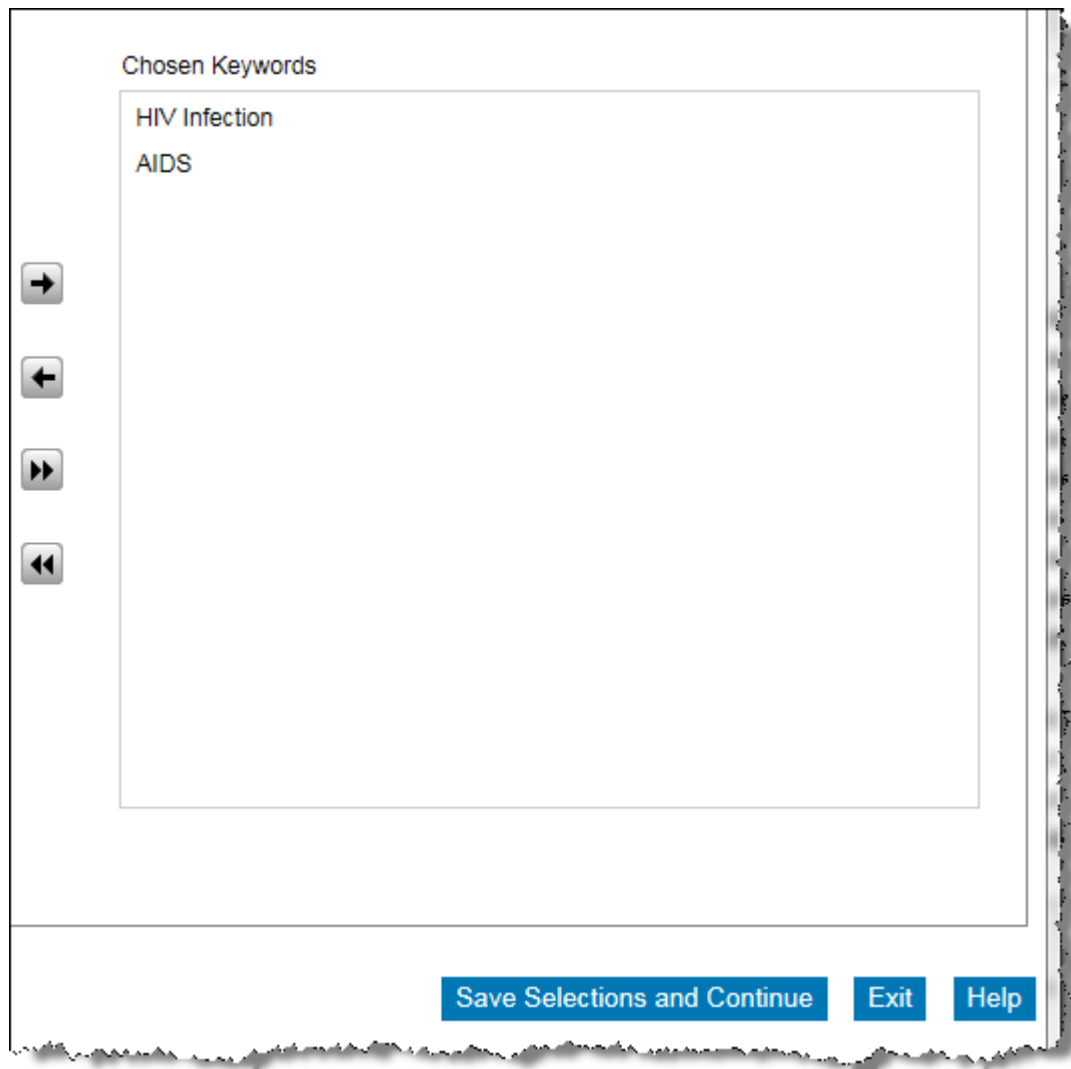 Chosen Keywords
HIV Infection
AIDS
Save Selections and Continue
Exit
Help